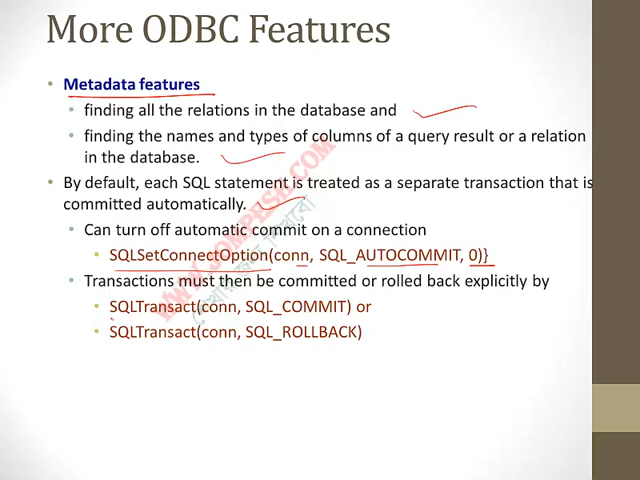 More ODBC Features
• Metadata features
• finding all the relations in the database and
• finding the names and types of columns of a query result or a relation
in the database.
• By default, each SQL statement is treated as a separate transaction that is
committed automatically.
• Can turn off automatic commit on a connection
• SQLSetConnectOption(conn, SQL_AUTOCOMMIT, 0)}
• Transactions must then be committed or rolled back explicitly by
• SQLTransact(conn, SQL_COMMIT) or
• SQLTransact(conn, SQL_ROLLBACK)